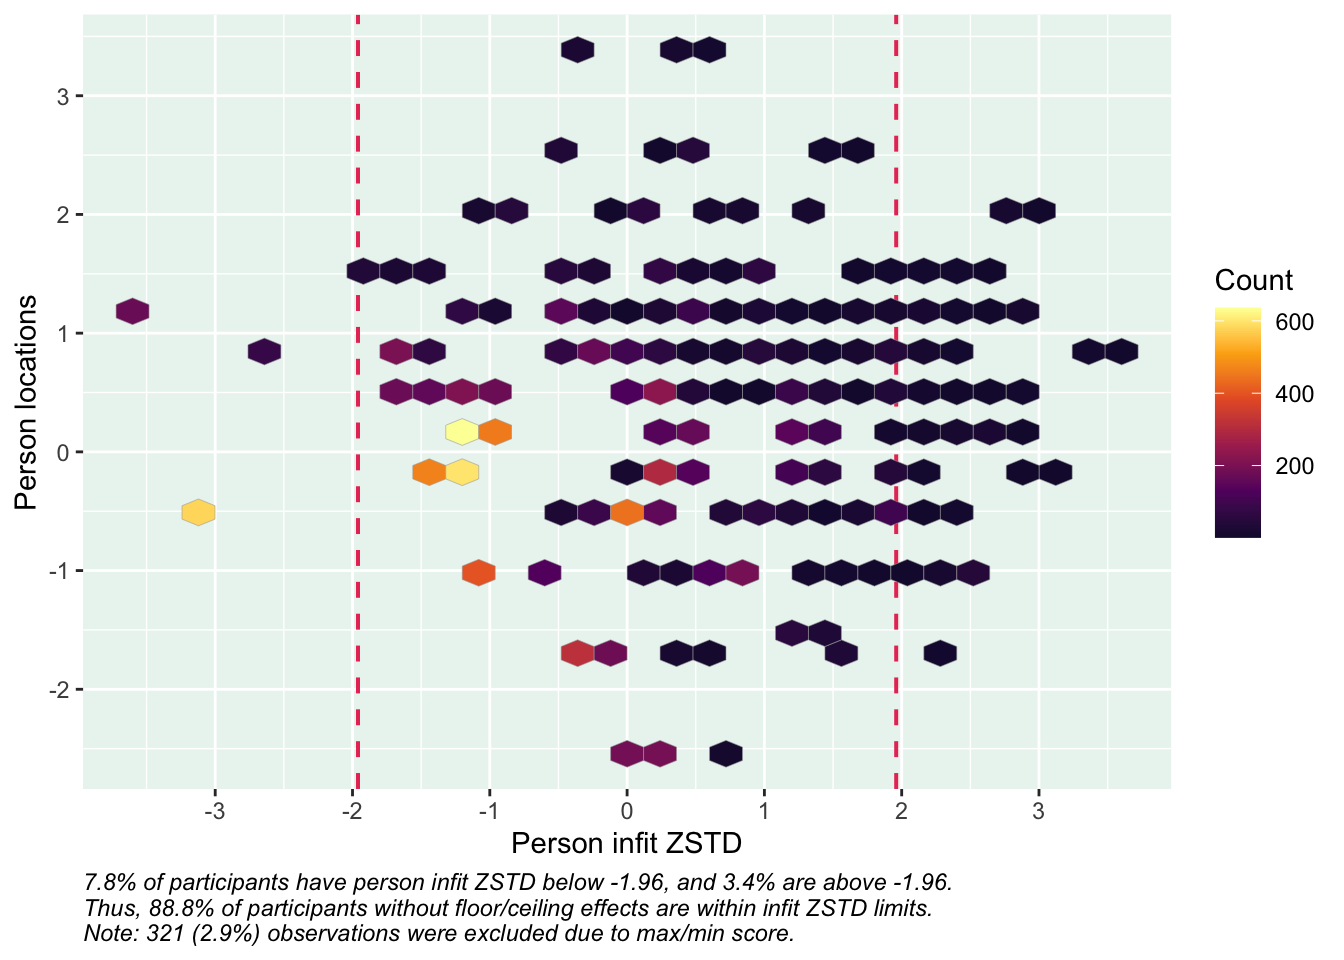 3
2
1
0
-1
-2
Person locations
-3
-2
-1
0
1
2
3
Person infit ZSTD
Count
600
400
200
7.8% of participants have person infit ZSTD below -1.96, and 3.4% are above -1.96.
Thus, 88.8% of participants without floor/ceiling effects are within infit ZSTD limits.
Note: 321 (2.9%) observations were excluded due to max/min score.